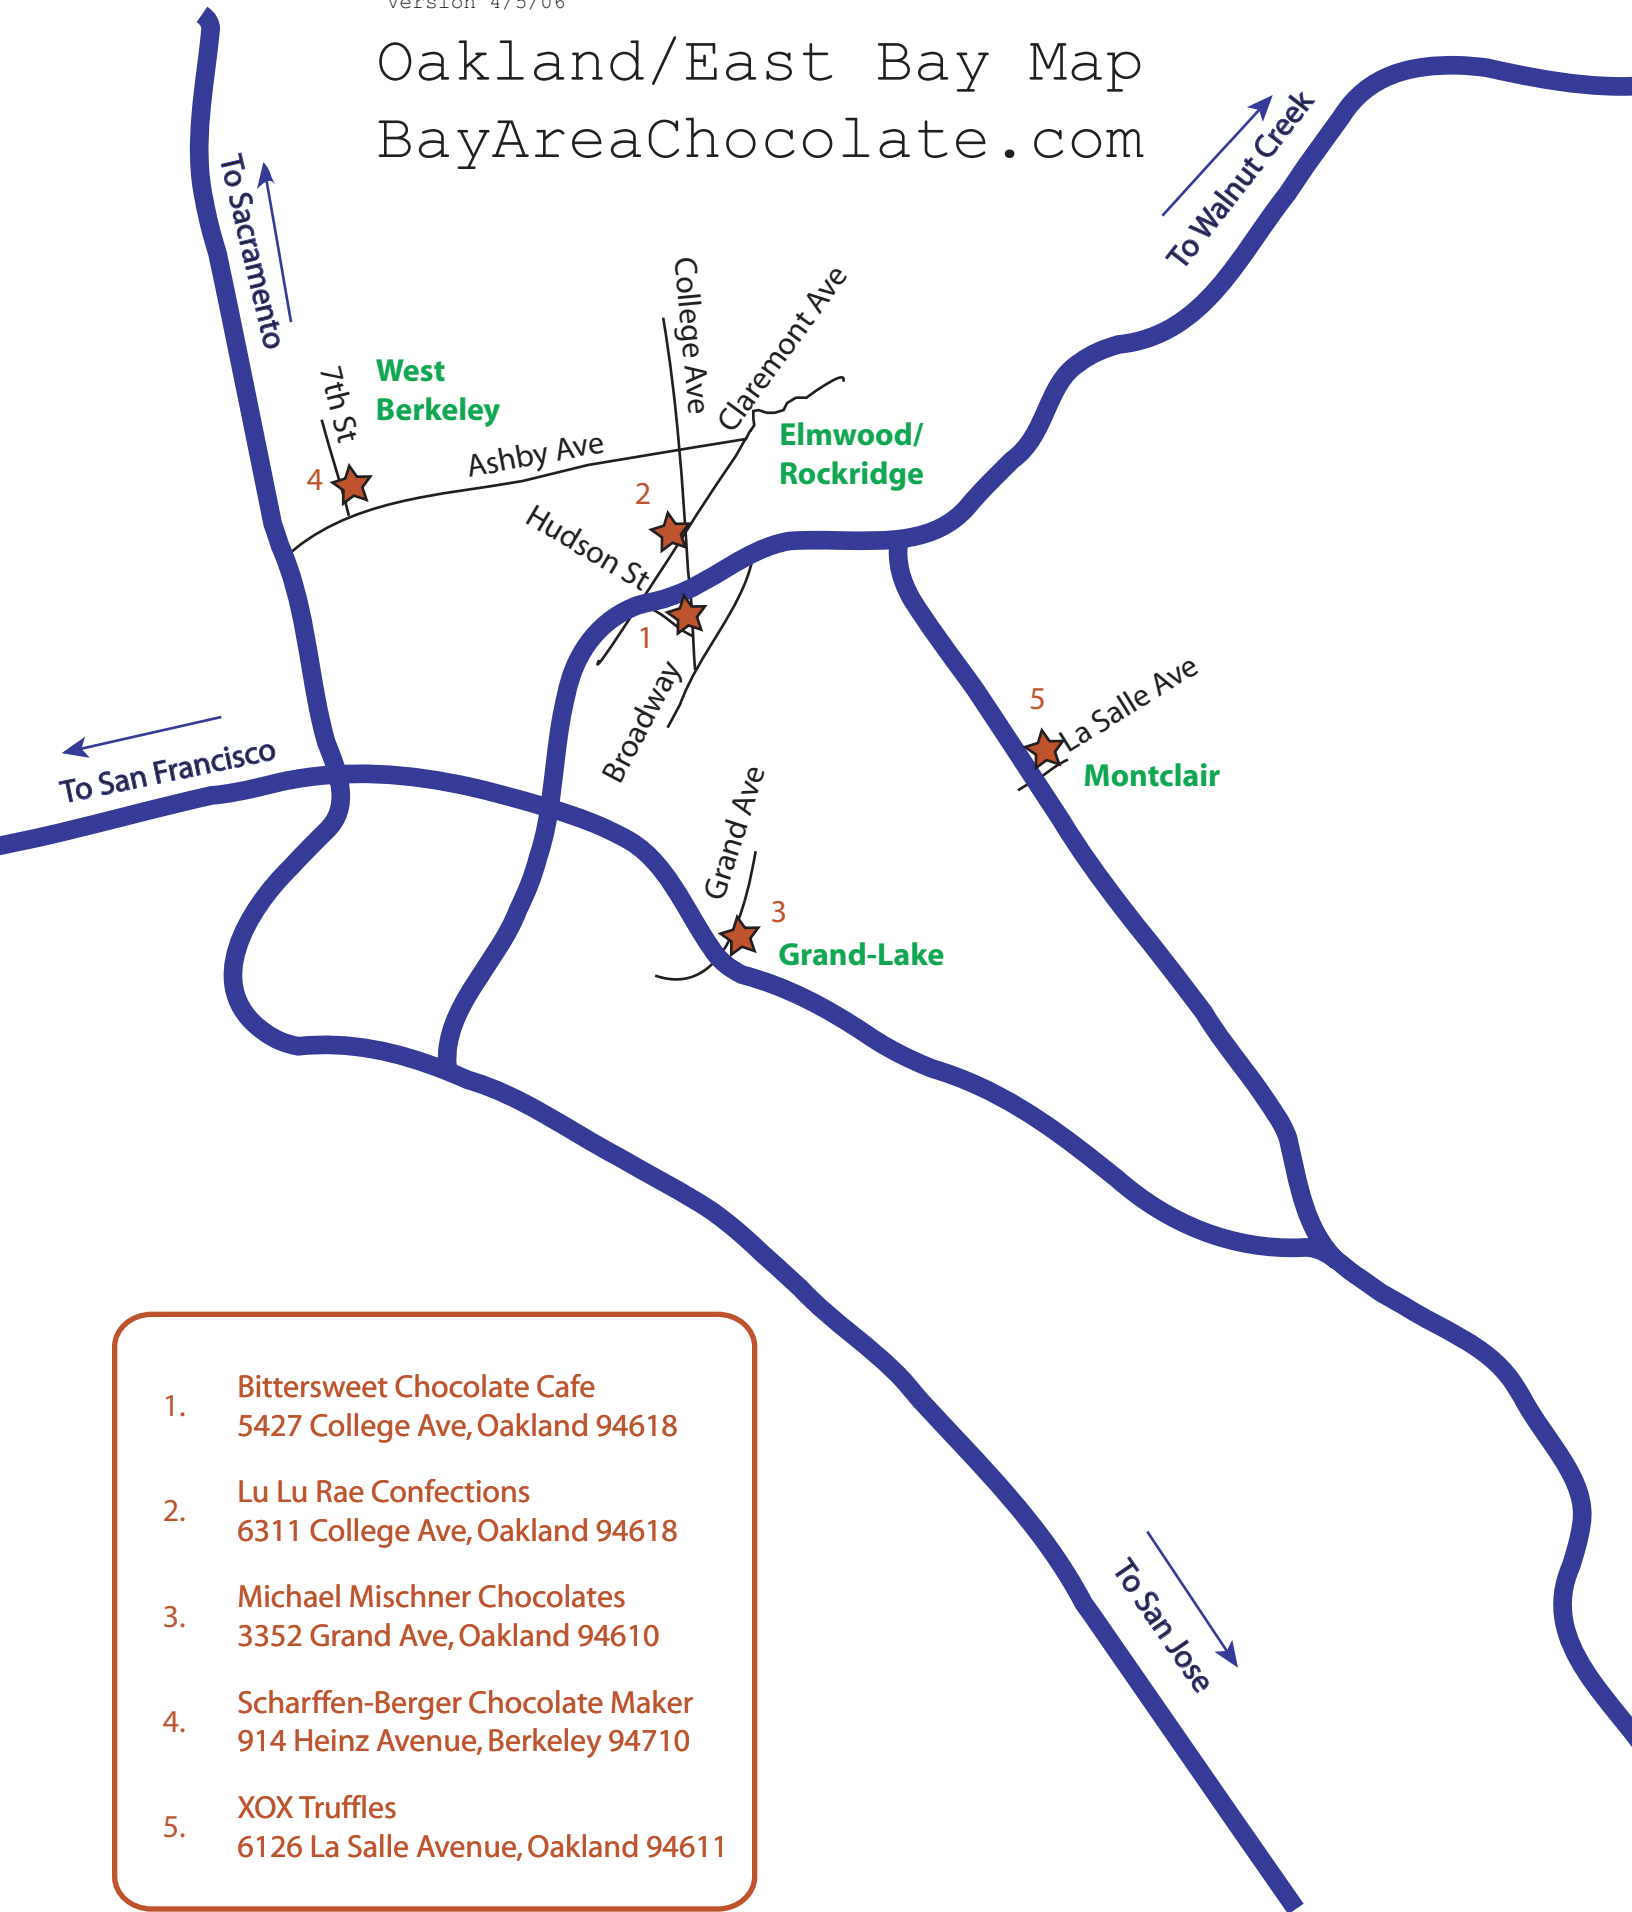 Version 4/5/06
Oakland/East Bay Map
BayAreaChocolate.com
To Walnut Creek
To Sacramento
College Ave
Claremont Ave
7th St
West
Berkeley
Elmwood/
Rockridge
Ashby Ave
4
2
Hudson St
1
Broadway
5
La Salle Ave
Montclair
To San Francisco
Grand Ave
3
Grand-Lake
1.
Bittersweet Chocolate Cafe
5427 College Ave, Oakland 94618
2.
Lu Lu Rae Confections
6311 College Ave, Oakland 94618
3.
Michael Mischner Chocolates
3352 Grand Ave, Oakland 94610
4.
Scharffen-Berger Chocolate Maker
914 Heinz Avenue, Berkeley 94710
5.
XOX Truffles
6126 La Salle Avenue, Oakland 94611
To San Jose